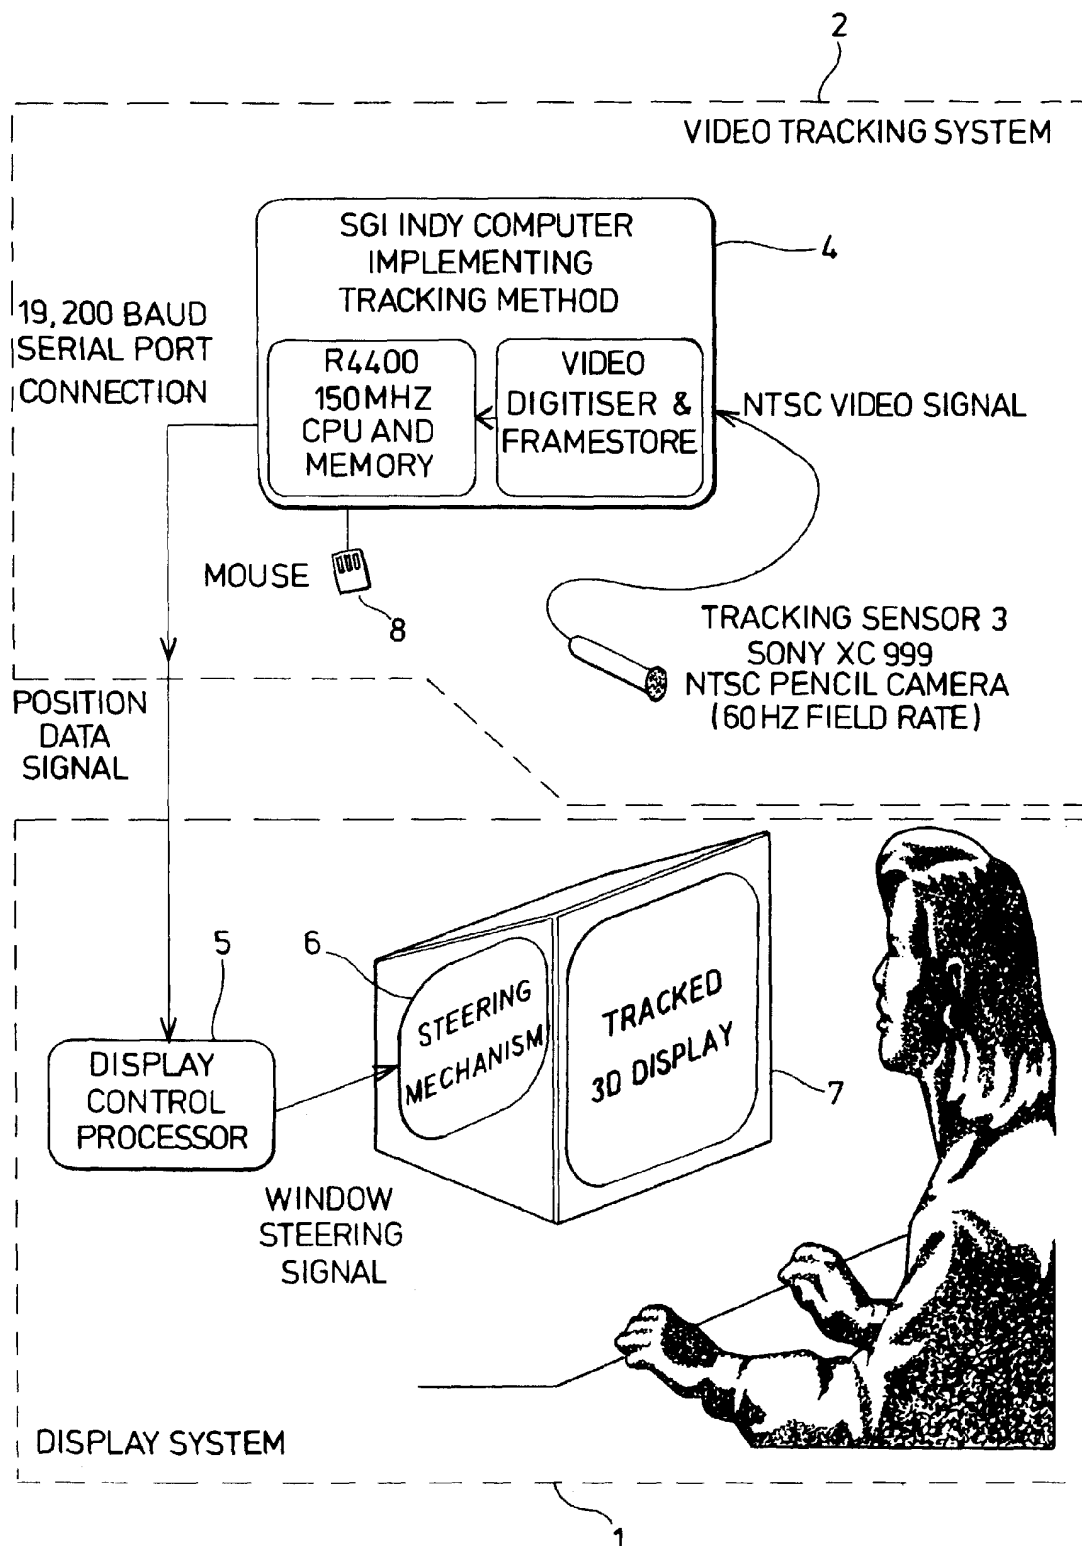 2
VIDEO TRACKING SYSTEM
SGI INDY COMPUTER
IMPLEMENTING
TRACKING METHOD
4
19,200 BAUD
SERIAL PORT
CONNECTION
R4400
150MHZ
CPU AND
MEMORY
VIDEO
DIGITISER &
FRAMESTORE
NTSC VIDEO SIGNAL
MOUSE
8
TRACKING SENSOR 3
SONY XC 999
NTSC PENCIL CAMERA
(60HZ FIELD RATE)
POSITION
DATA
SIGNAL
5
6
STEERING
MECHANISM
TRACKED
3D DISPLAY
7
DISPLAY
CONTROL
PROCESSOR
WINDOW
STEERING
SIGNAL
DISPLAY SYSTEM
1